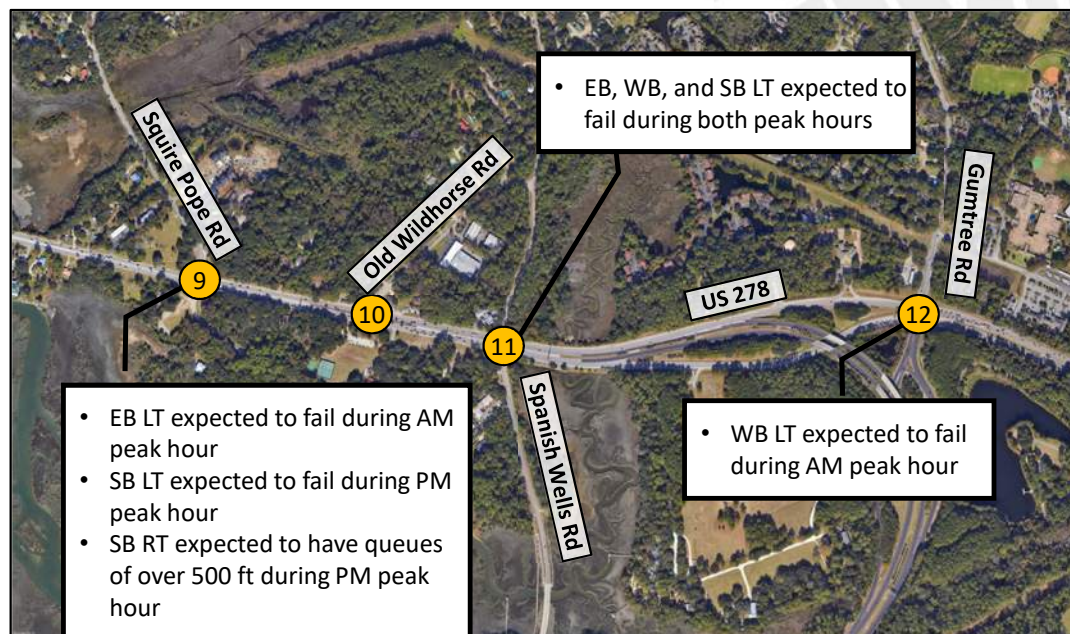 • EB, WB, and SB LT expected to
fail during both peak hours
Squire Pope Rd
Old Wildhorse Rd
Gumtree Rd
US 278
9
10
11
12
Spanish Wells Rd
• EB LT expected to fail during AM
peak hour
• SB LT expected to fail during PM
peak hour
• SB RT expected to have queues
of over 500 ft during PM peak
hour
• WB LT expected to fail
during AM peak hour